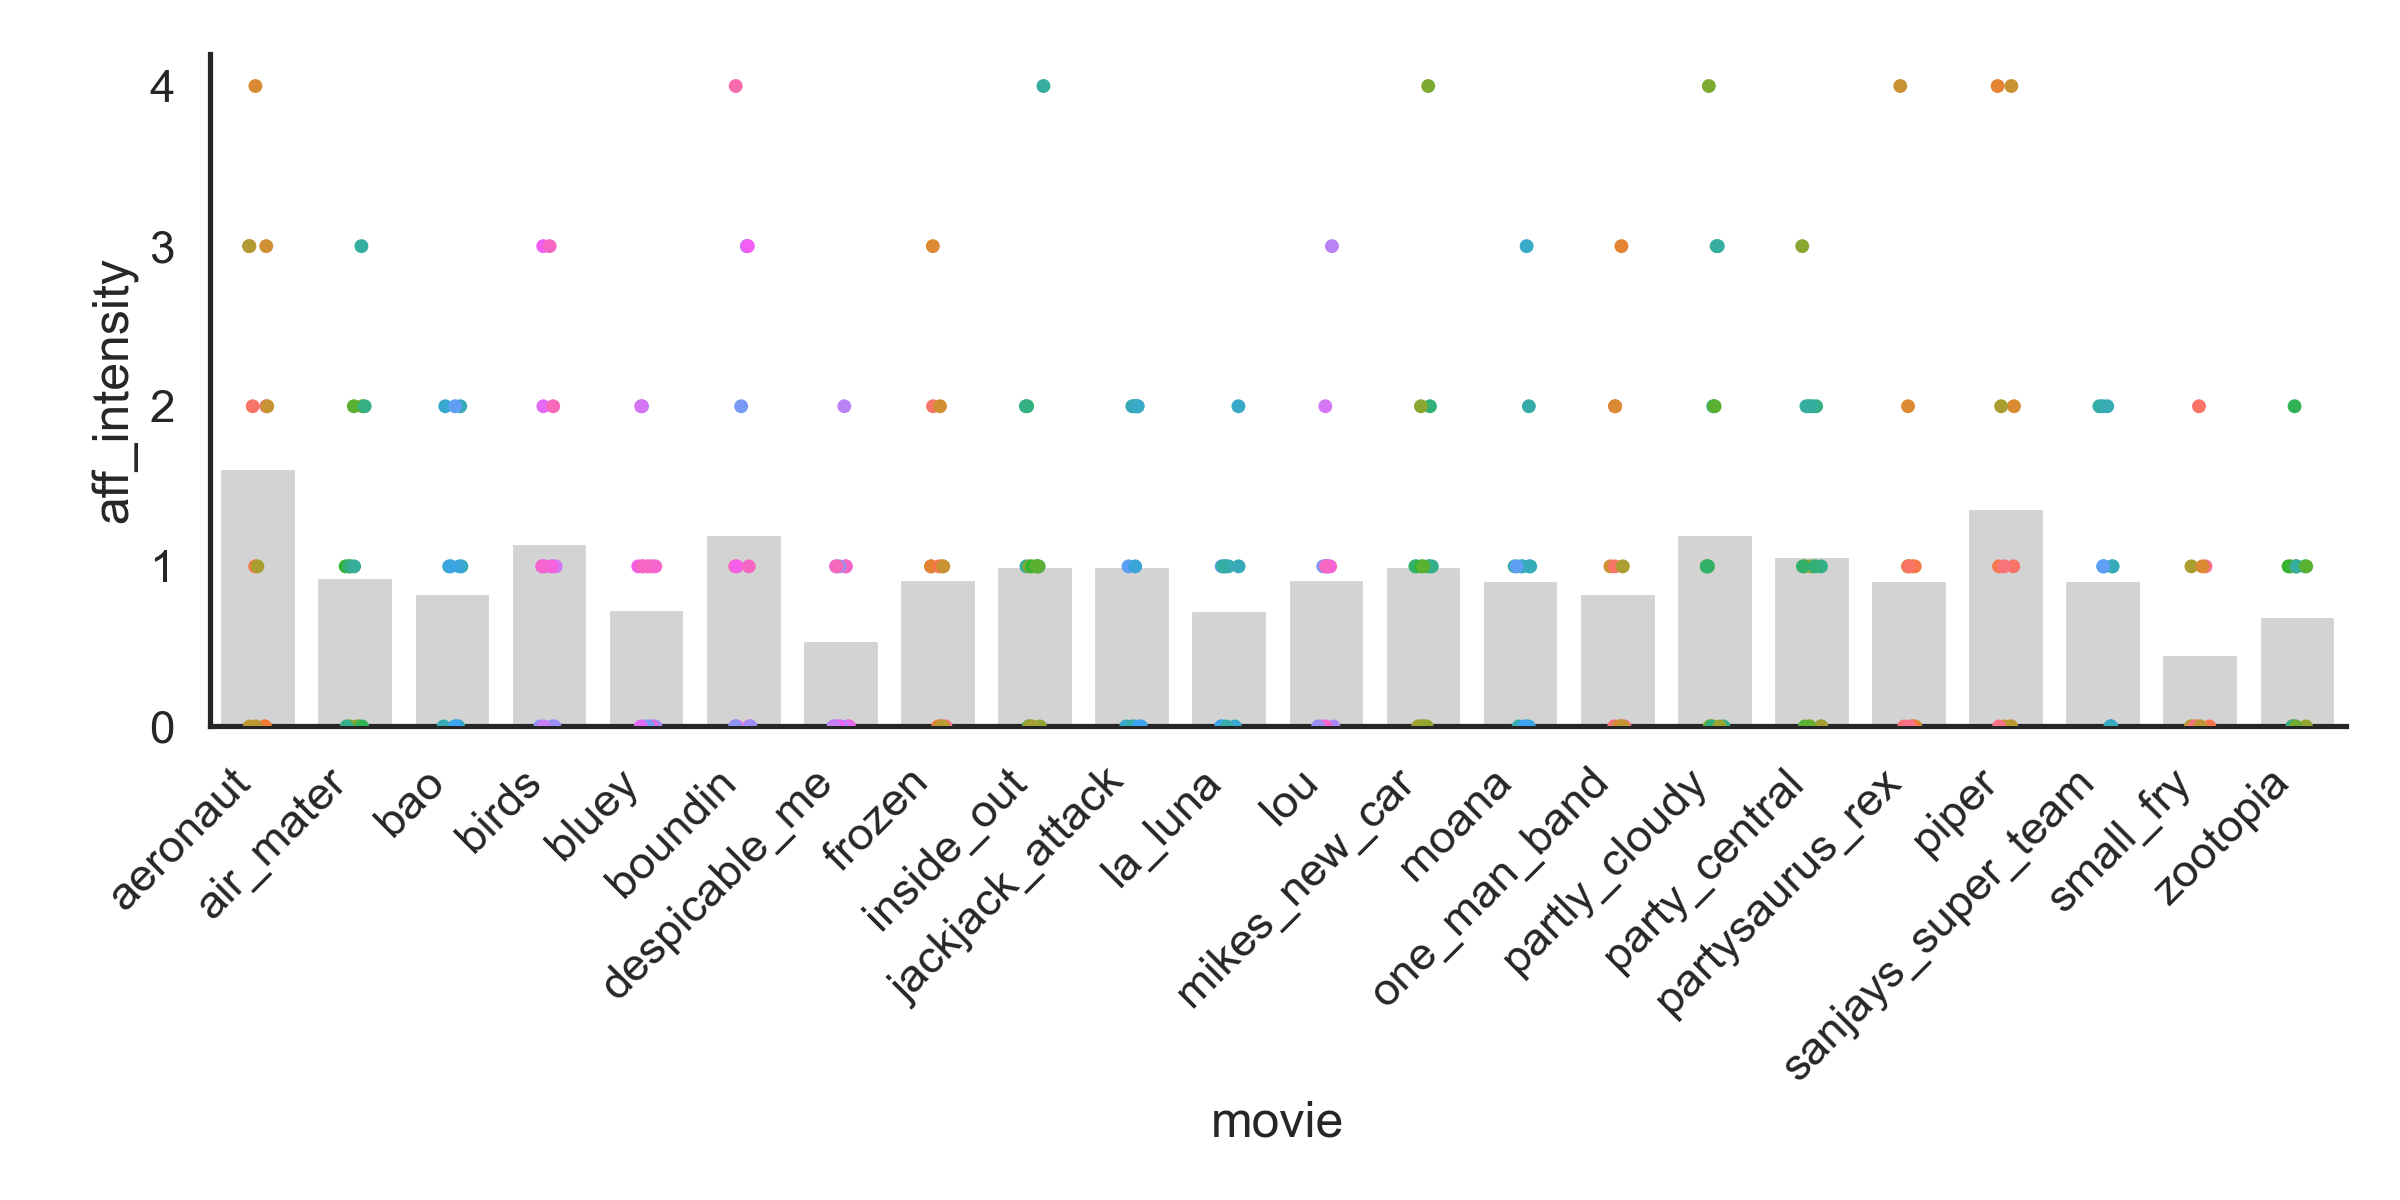 aff_intensity
4
3
2
1
0
aeronaut
air_mater
bao
birds
bluey
boundin
despicable_me
frozen
inside_out
jackjack_attack
la_luna
lou
mikes_new_car
moana
one_man_band
partly_cloudy
party_central
partysaurus_rex
piper
sanjays_super_team
small_fry
zootopia
movie